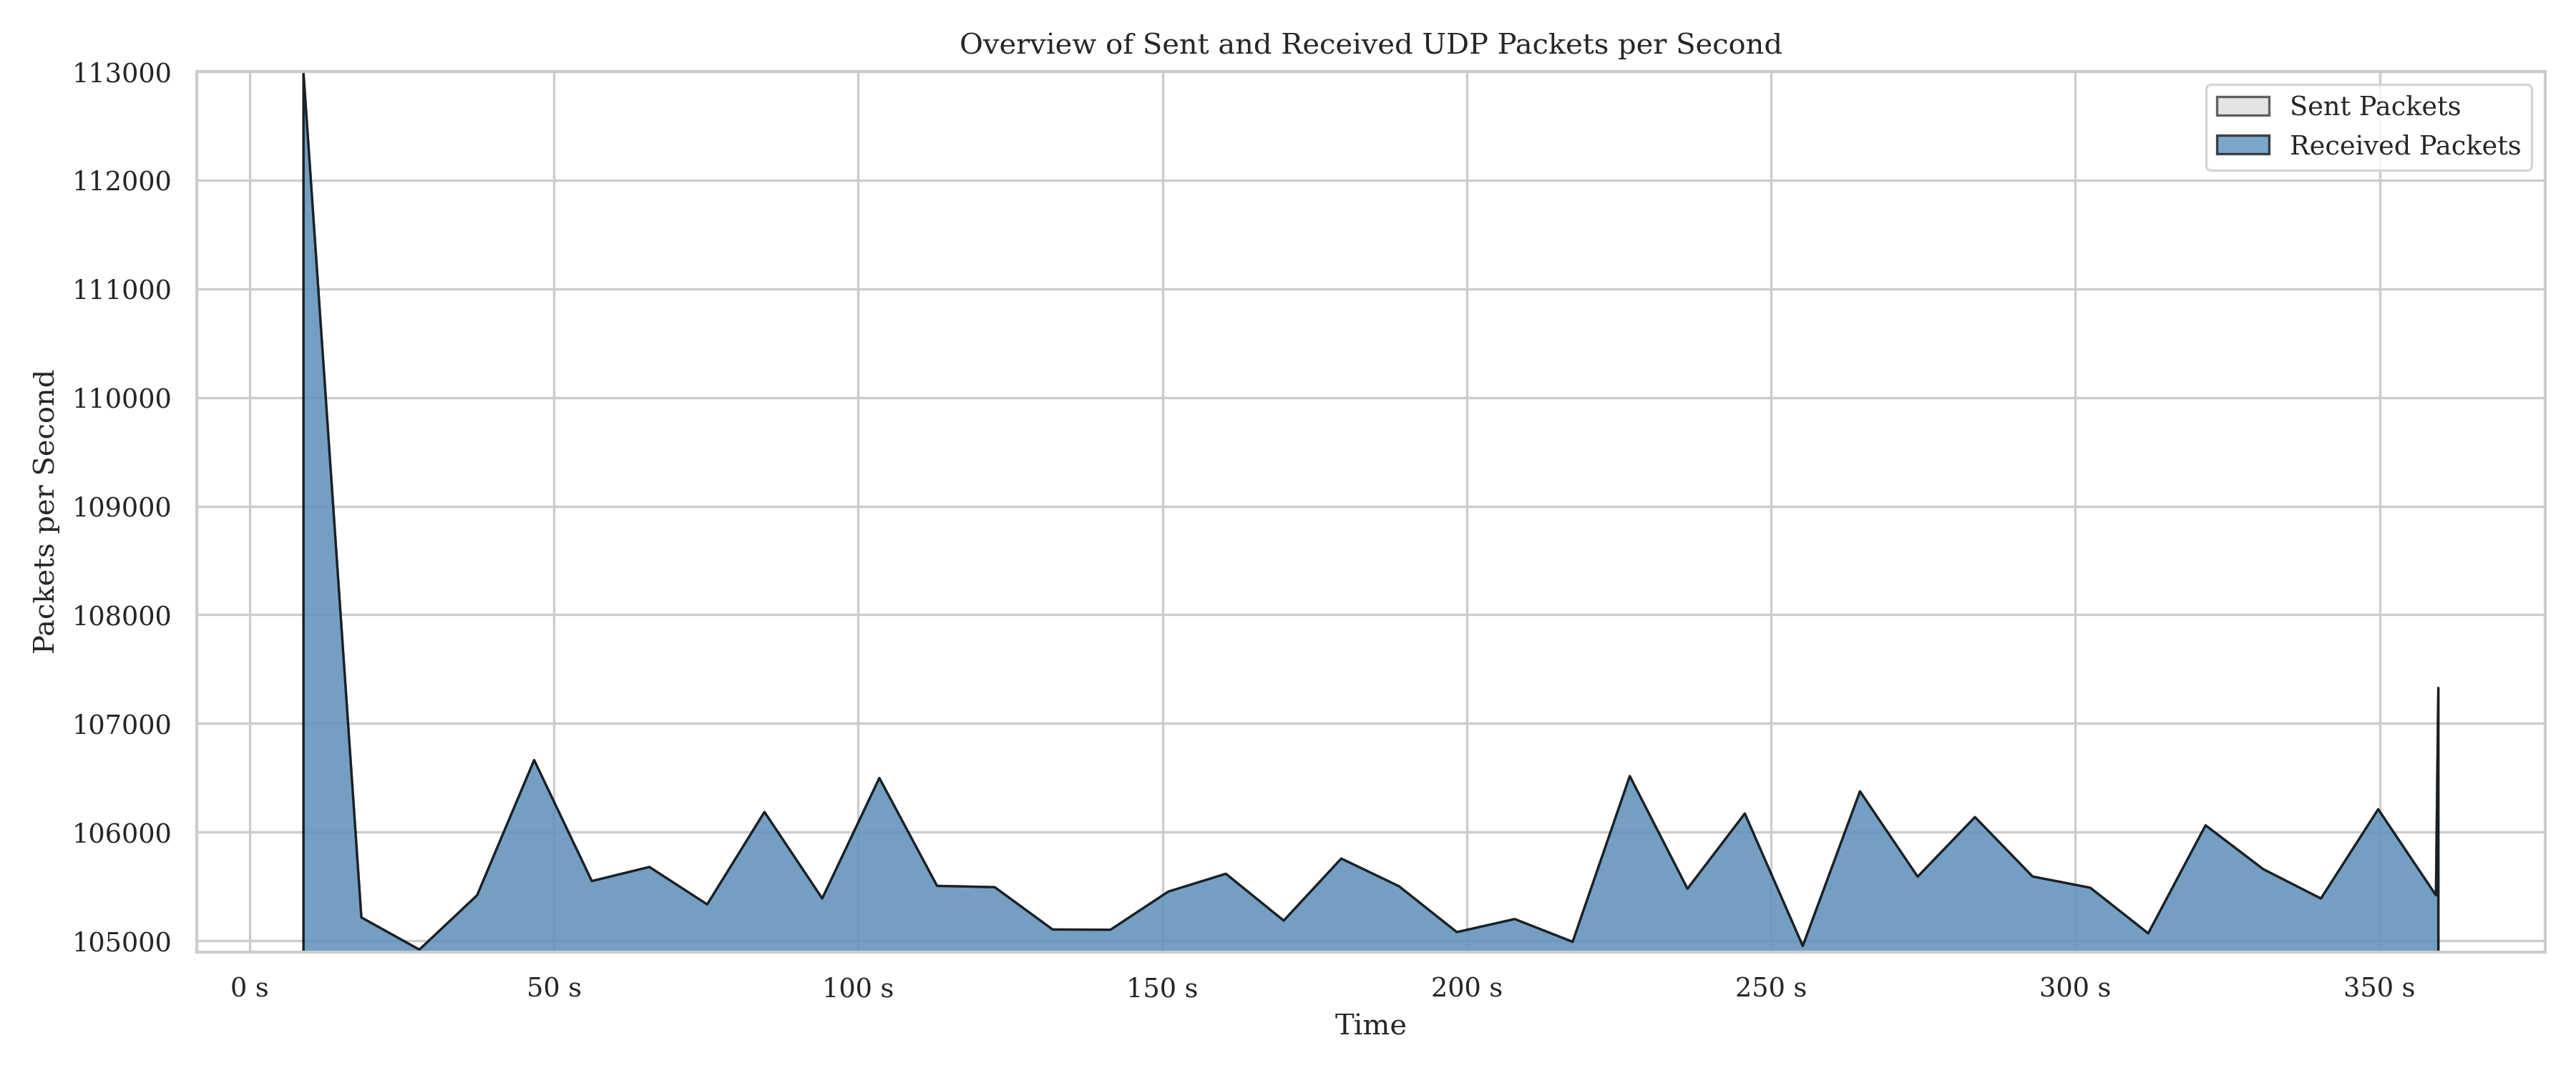 Overview of Sent and Received UDP Packets per Second
Sent Packets
Received Packets
Packets per Second
113000
112000
111000
110000
109000
108000
107000
106000
105000
0 s
50 s
100 s
150 s
200 s
250 s
300 s
350 s
Time